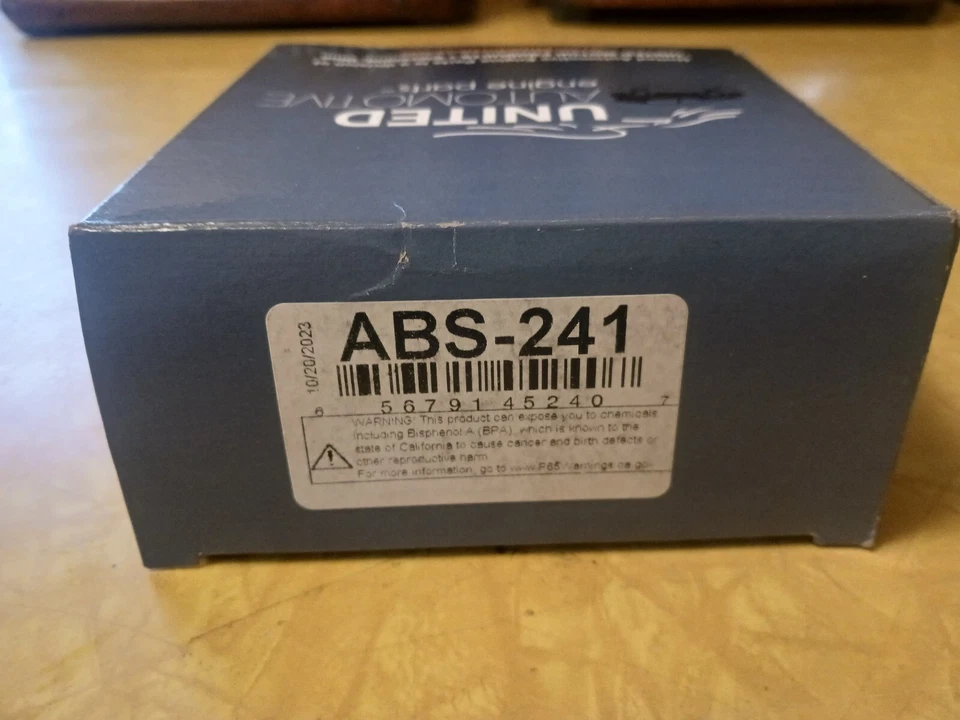 UNITED
AUTOMOTIVE
engine parts
10/20/2023
ABS-241
6 56791 45240 7
WARNING: This product can expose you to chemicals
including Bisphenol A (BPA), which is known to the
state of California to cause cancer and birth defects or
other reproductive harm
For more information, go to www.P65Warnings.ca.gov